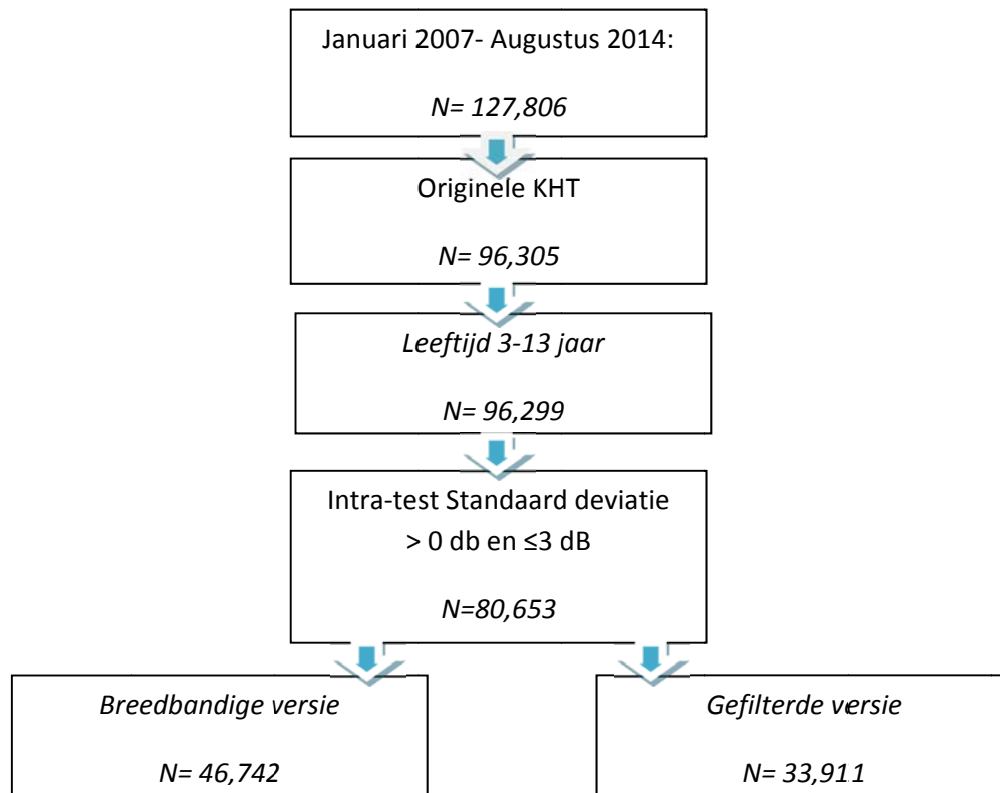 Januari 2007- Augustus 2014:
N= 127,806
Originele KHT
N= 96,305
Leeftijd 3-13 jaar
N= 96,299
Intra-test Standaard deviatie
> 0 db en ≤3 dB
N=80,653
Breedbandige versie
N= 46,742
Gefilterde versie
N= 33,911